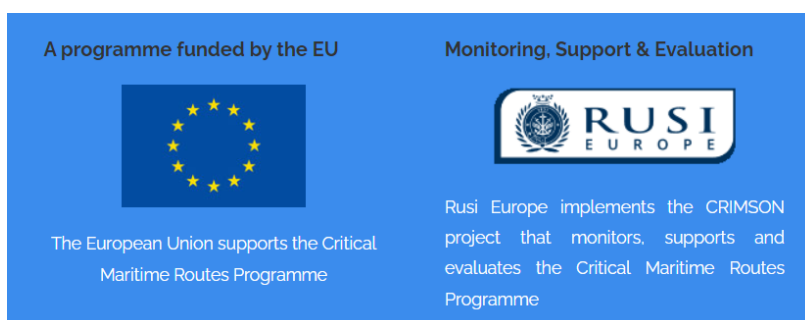 A programme funded by the EU
The European Union supports the Critical
Maritime Routes Programme
Monitoring, Support & Evaluation
RUSI
EUROPE
Rusi Europe implements the CRIMSON
project that monitors, supports and
evaluates the Critical Maritime Routes
Programme